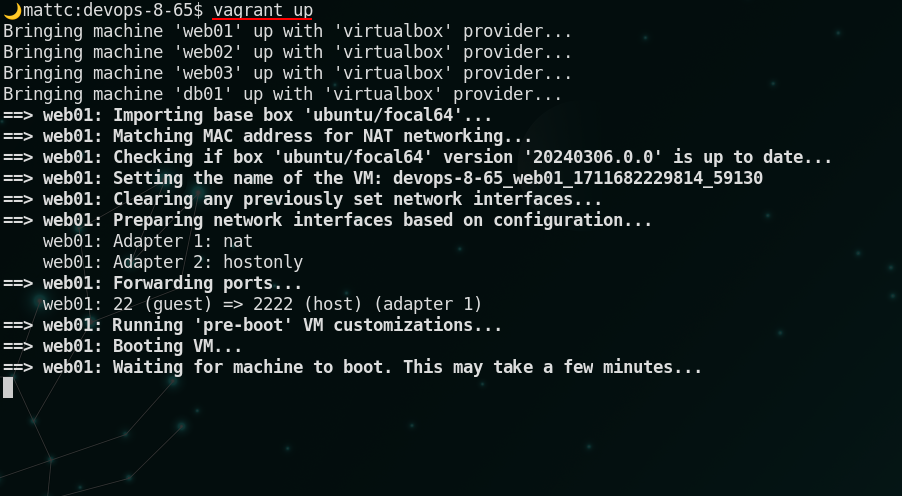 🌙mattc:devops-8-65$ vagrant up
Bringing machine 'web01' up with 'virtualbox' provider...
Bringing machine 'web02' up with 'virtualbox' provider...
Bringing machine 'web03' up with 'virtualbox' provider...
Bringing machine 'db01' up with 'virtualbox' provider...
==> web01: Importing base box 'ubuntu/focal64'...
==> web01: Matching MAC address for NAT networking...
==> web01: Checking if box 'ubuntu/focal64' version '20240306.0.0' is up to date...
==> web01: Setting the name of the VM: devops-8-65_web01_1711682229814_59130
==> web01: Clearing any previously set network interfaces...
==> web01: Preparing network interfaces based on configuration...
    web01: Adapter 1: nat
    web01: Adapter 2: hostonly
==> web01: Forwarding ports...
    web01: 22 (guest) => 2222 (host) (adapter 1)
==> web01: Running 'pre-boot' VM customizations...
==> web01: Booting VM...
==> web01: Waiting for machine to boot. This may take a few minutes...